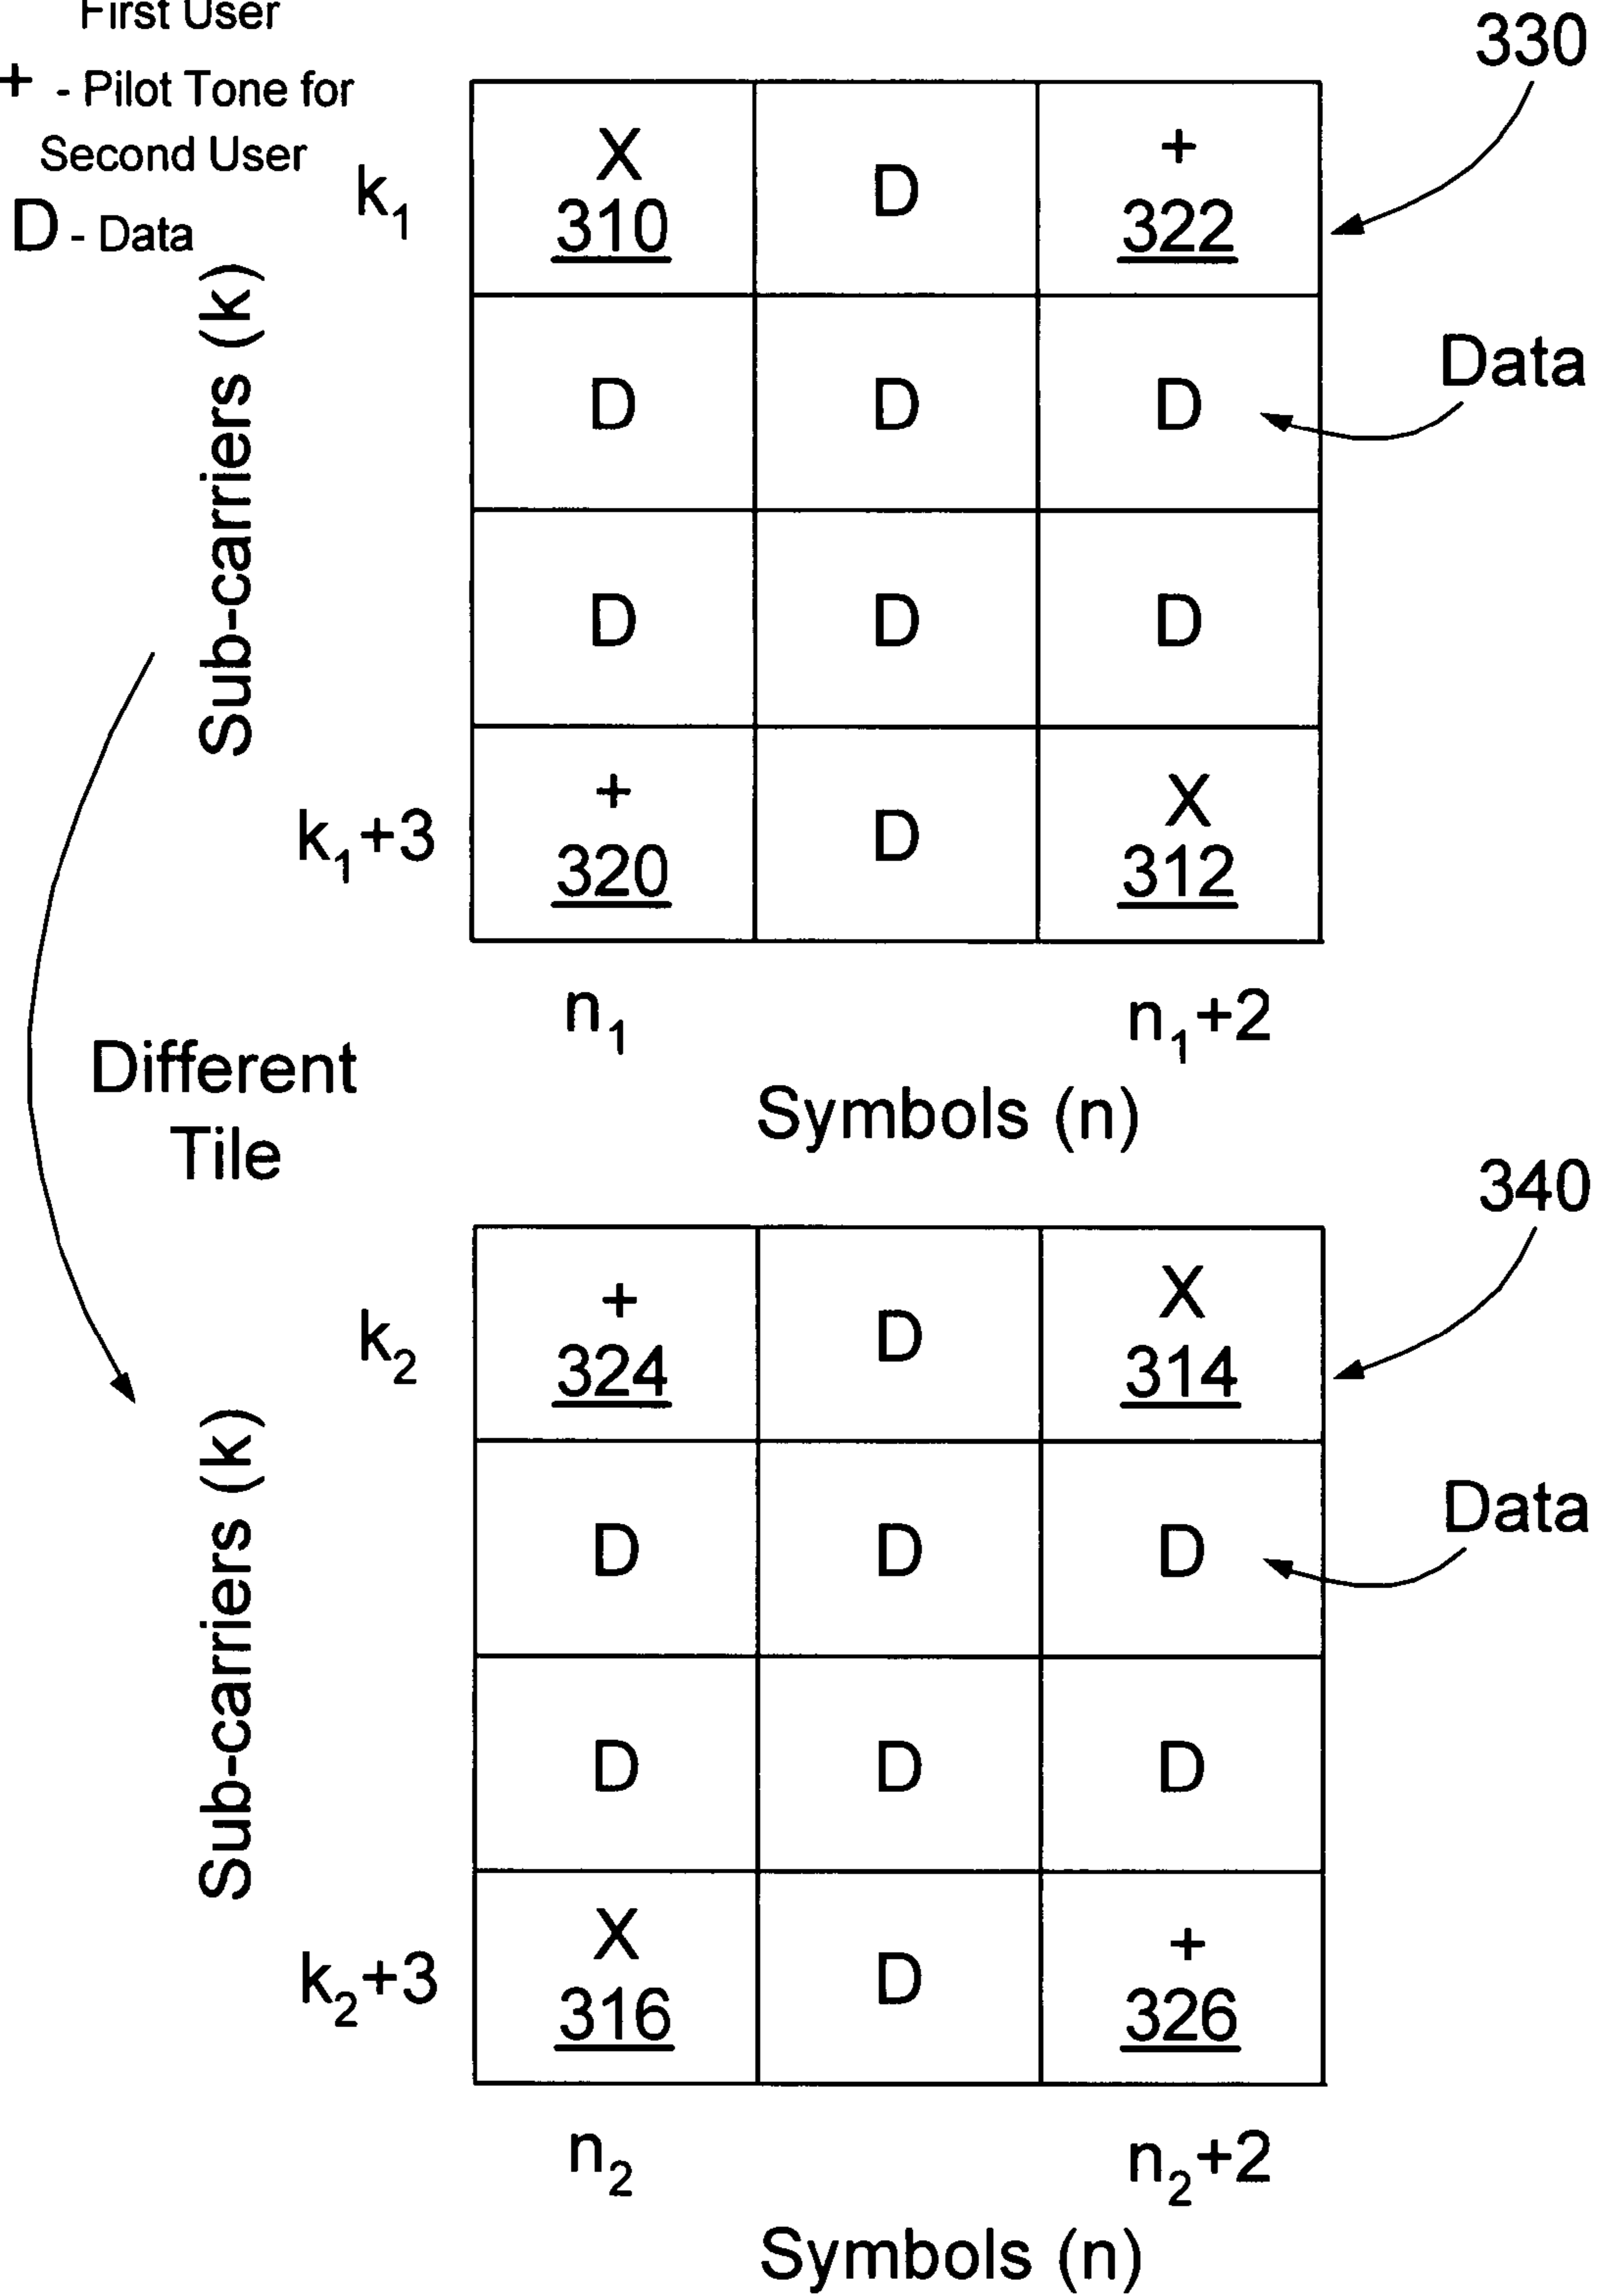 First User
+ - Pilot Tone for
Second User
D - Data
330
k₁ X 310 D + 322
D D D
Data
D D D
k₁+3 + 320 D X 312
n₁ n₁+2
Symbols (n)
Sub-carriers (k)
Different
Tile
340
k₂ + 324 D X 314
D D D
Data
D D D
k₂+3 X 316 D + 326
n₂ n₂+2
Symbols (n)
Sub-carriers (k)